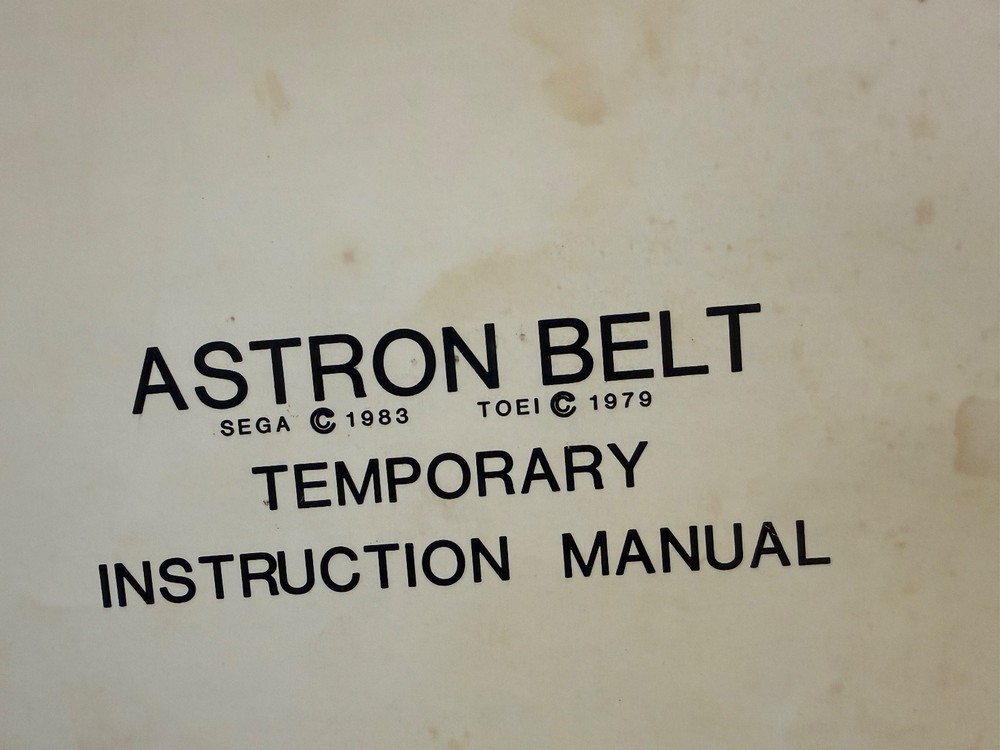 ASTRON BELT
SEGA © 1983 TOEI © 1979
TEMPORARY
INSTRUCTION MANUAL